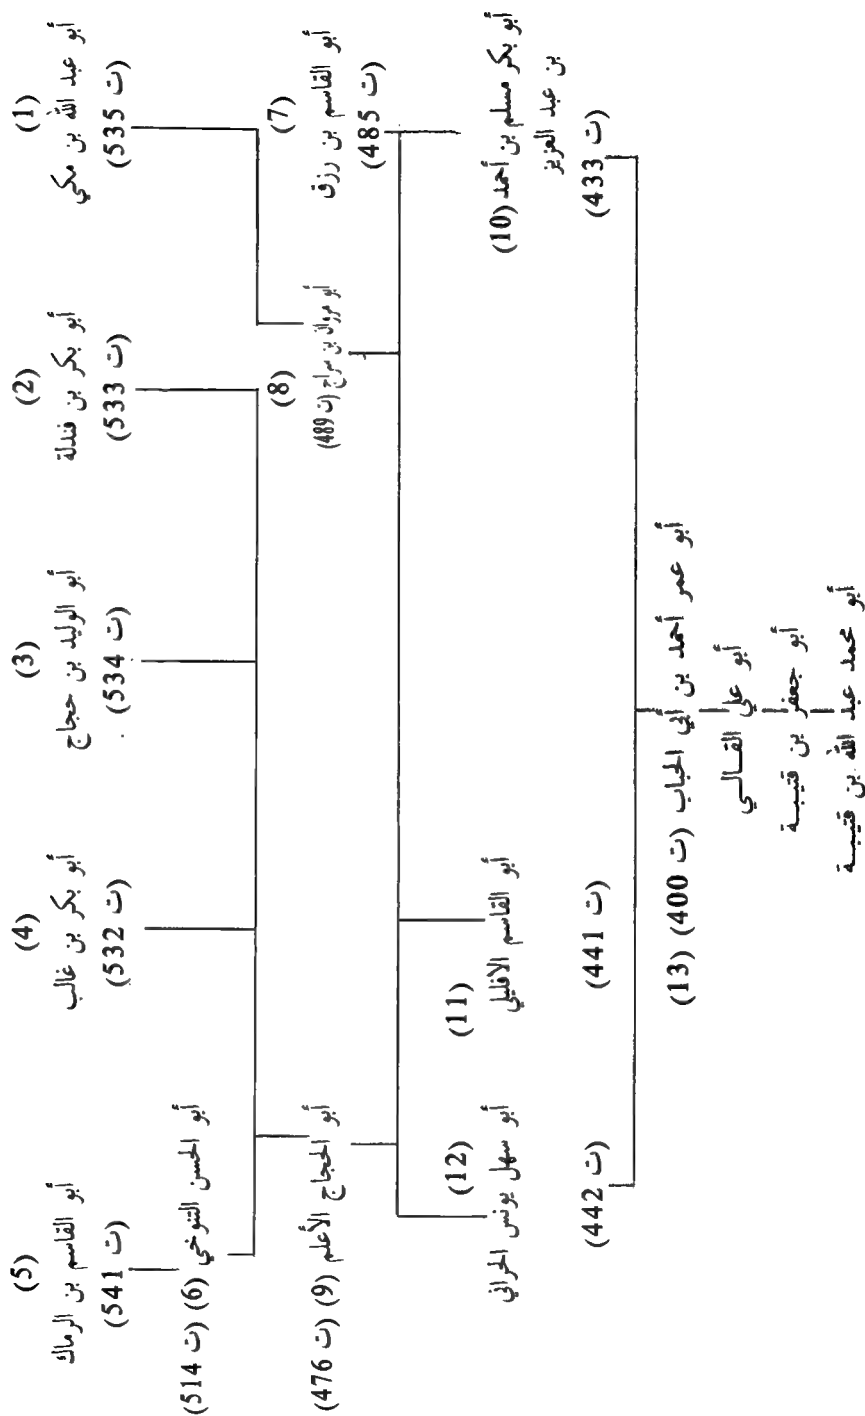 (1)
أبو عبد الله بن مكي
(ت 535)
(2)
أبو بكر بن فندلة
(ت 533)
(3)
أبو الوليد بن حجاج
(ت 534)
(4)
أبو بكر بن غالب
(ت 532)
(5)
أبو القاسم بن الرماك
(ت 541)
أبو الحسن التنوخي (6) (ت 514)
(7)
أبو القاسم بن رزق
(ت 485)
(8)
أبو مروان بن سراج (ت 489)
أبو الحجاج الأعلم (9) (ت 476)
أبو بكر مسلم بن أحمد (10)
بن عبد العزيز
(ت 433)
(11)
أبو القاسم الافليلي
(ت 441)
(12)
أبو سهل يونس الحراني
(ت 442)
أبو عمر أحمد بن أبي الحباب (ت 400) (13)
أبو علي القالي
أبو جعفر بن قتيبة
أبو محمد عبد الله بن قتيبة